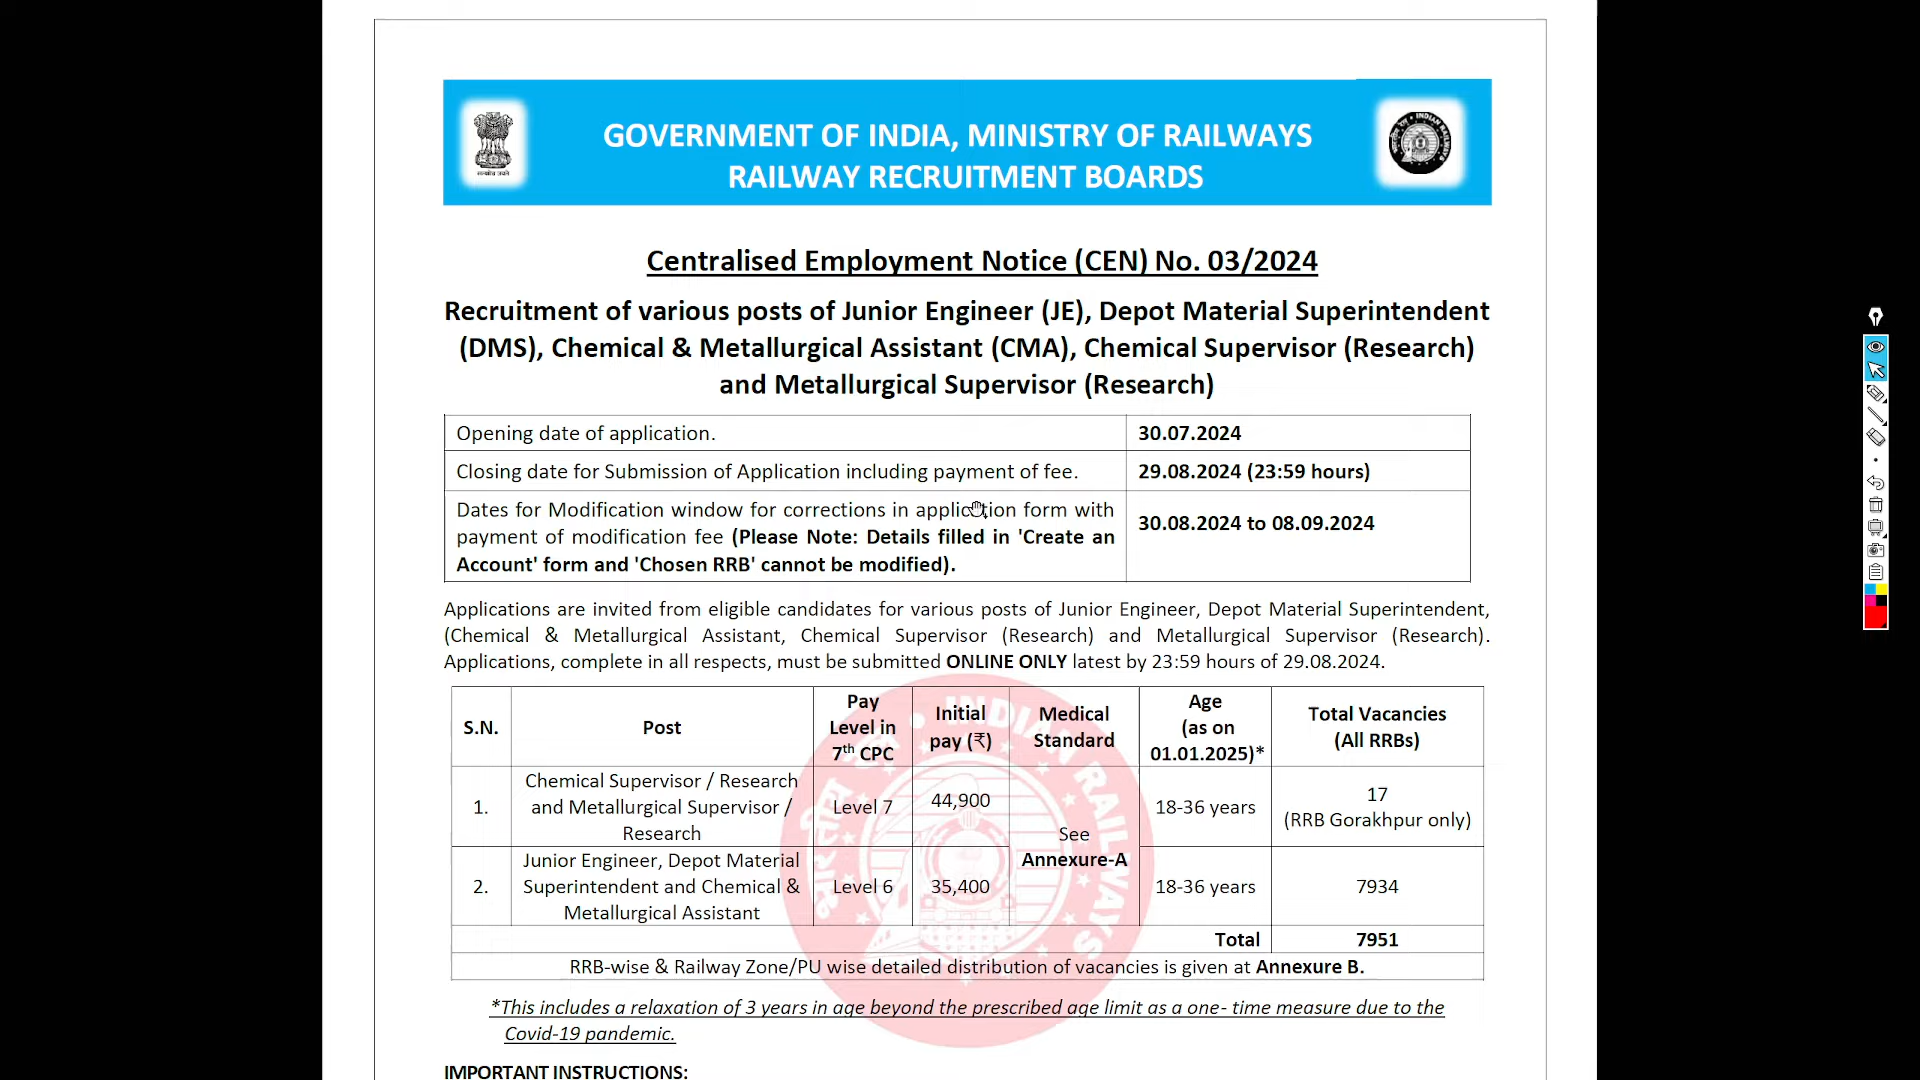 GOVERNMENT OF INDIA, MINISTRY OF RAILWAYS
RAILWAY RECRUITMENT BOARDS
Centralised Employment Notice (CEN) No. 03/2024
Recruitment of various posts of Junior Engineer (JE), Depot Material Superintendent
(DMS), Chemical & Metallurgical Assistant (CMA), Chemical Supervisor (Research)
and Metallurgical Supervisor (Research)
Opening date of application. 30.07.2024
Closing date for Submission of Application including payment of fee. 29.08.2024 (23:59 hours)
Dates for Modification window for corrections in application form with
payment of modification fee (Please Note: Details filled in 'Create an
Account' form and 'Chosen RRB' cannot be modified).
30.08.2024 to 08.09.2024
Applications are invited from eligible candidates for various posts of Junior Engineer, Depot Material Superintendent,
(Chemical & Metallurgical Assistant, Chemical Supervisor (Research) and Metallurgical Supervisor (Research).
Applications, complete in all respects, must be submitted ONLINE ONLY latest by 23:59 hours of 29.08.2024.
S.N. Post Pay Level in 7th CPC Initial pay (₹) Medical Standard Age (as on 01.01.2025)* Total Vacancies (All RRBs)
1. Chemical Supervisor / Research and Metallurgical Supervisor / Research Level 7 44,900 See Annexure-A 18-36 years 17 (RRB Gorakhpur only)
2. Junior Engineer, Depot Material Superintendent and Chemical & Metallurgical Assistant Level 6 35,400 18-36 years 7934
Total 7951
RRB-wise & Railway Zone/PU wise detailed distribution of vacancies is given at Annexure B.
*This includes a relaxation of 3 years in age beyond the prescribed age limit as a one- time measure due to the
Covid-19 pandemic.
IMPORTANT INSTRUCTIONS:
INDIAN RAILWAYS
भारतीय रेल